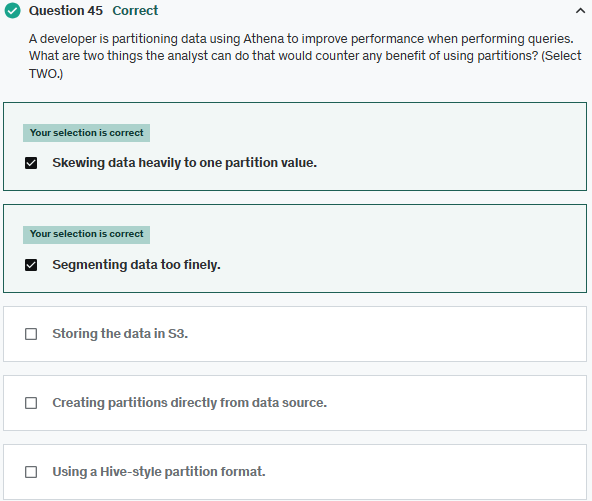 Question 45 Correct
A developer is partitioning data using Athena to improve performance when performing queries.
What are two things the analyst can do that would counter any benefit of using partitions? (Select
TWO.)
Your selection is correct
Skewing data heavily to one partition value.
Your selection is correct
Segmenting data too finely.
Storing the data in S3.
Creating partitions directly from data source.
Using a Hive-style partition format.